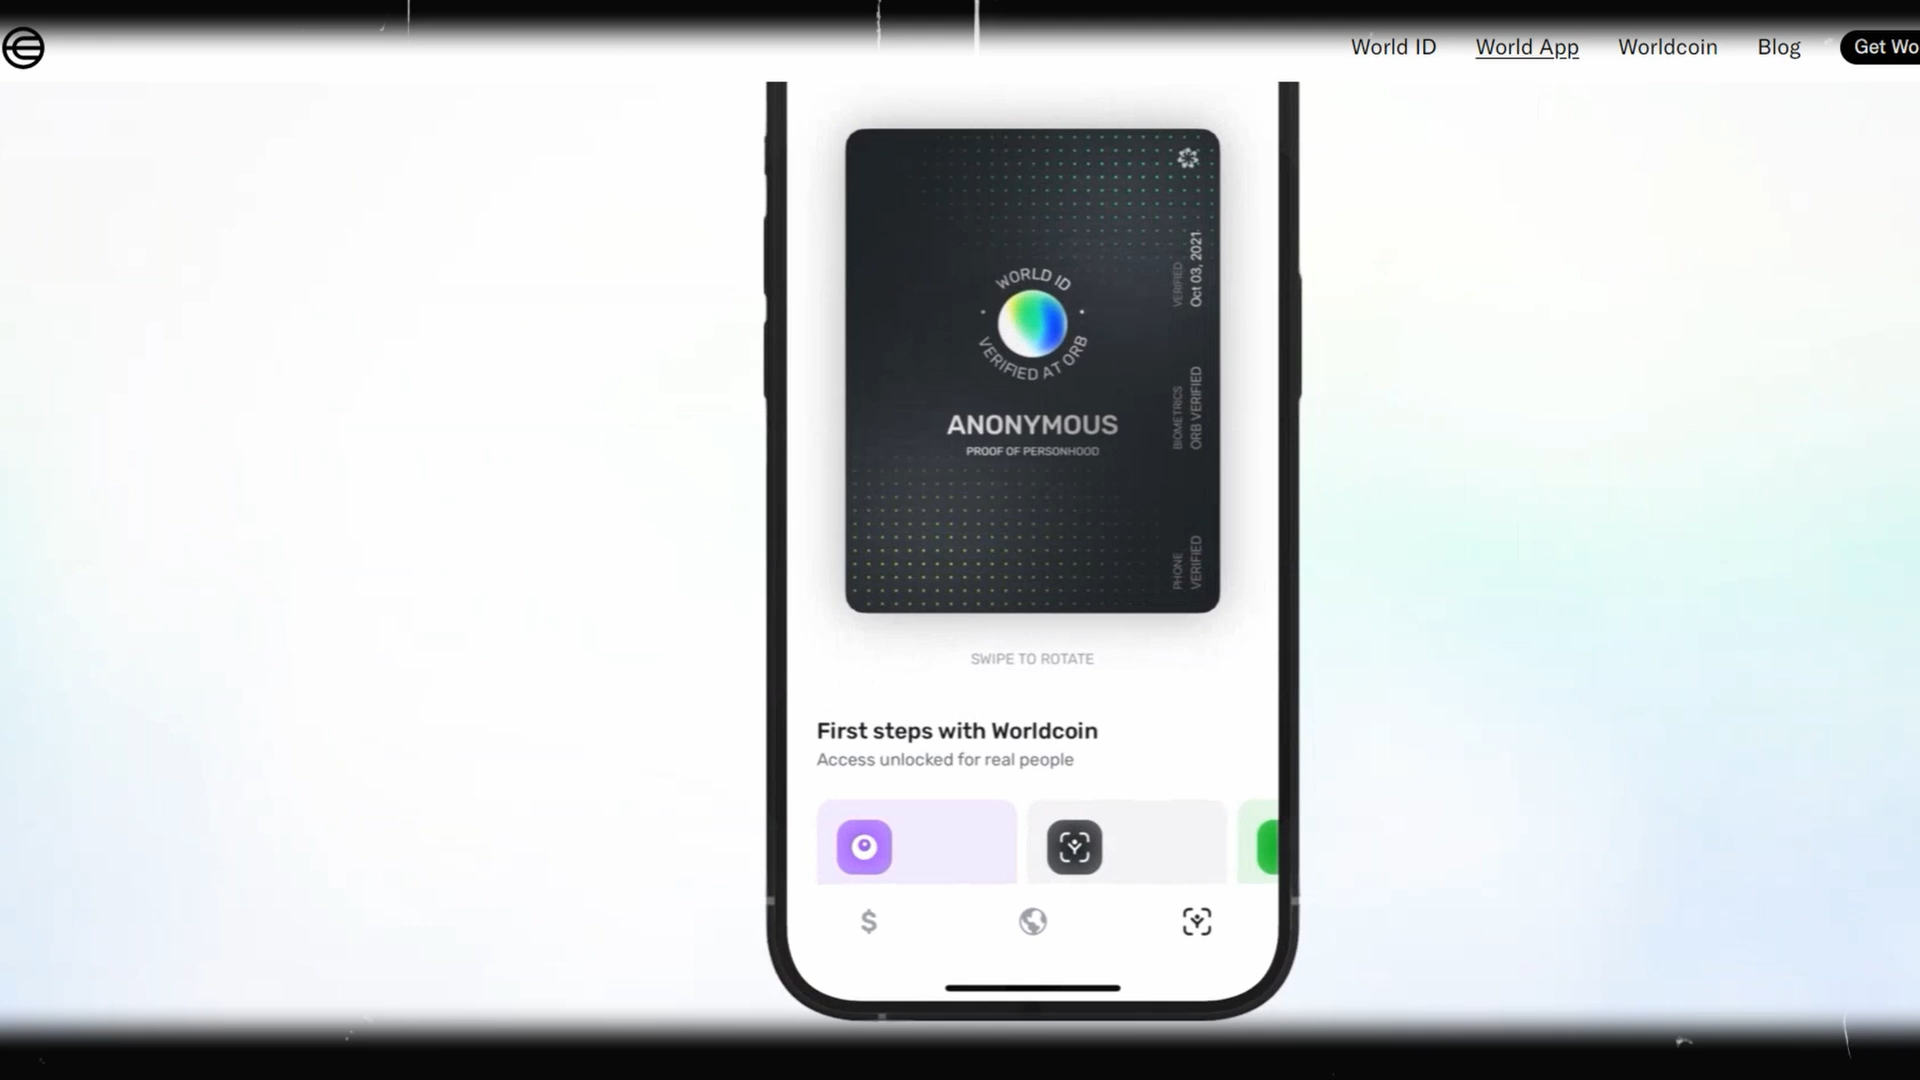 World ID
World App
Worldcoin
Blog
Get Wo
WORLD ID
VERIFIED AT ORB
ANONYMOUS
PROOF OF PERSONHOOD
VERIFIED
Oct 03, 2021
BIOMETRICS
ORB VERIFIED
PHONE
VERIFIED
SWIPE TO ROTATE
First steps with Worldcoin
Access unlocked for real people
$